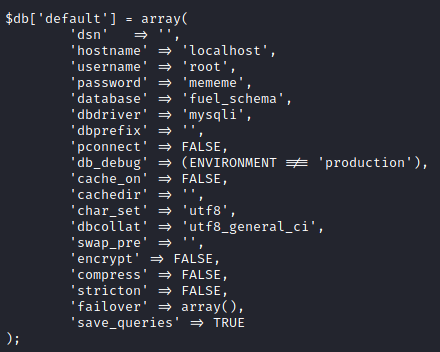 $db['default'] = array(
'dsn' => '',
'hostname' => 'localhost',
'username' => 'root',
'password' => 'mememe',
'database' => 'fuel_schema',
'dbdriver' => 'mysqli',
'dbprefix' => '',
'pconnect' => FALSE,
'db_debug' => (ENVIRONMENT !== 'production'),
'cache_on' => FALSE,
'cachedir' => '',
'char_set' => 'utf8',
'dbcollat' => 'utf8_general_ci',
'swap_pre' => '',
'encrypt' => FALSE,
'compress' => FALSE,
'stricton' => FALSE,
'failover' => array(),
'save_queries' => TRUE
);